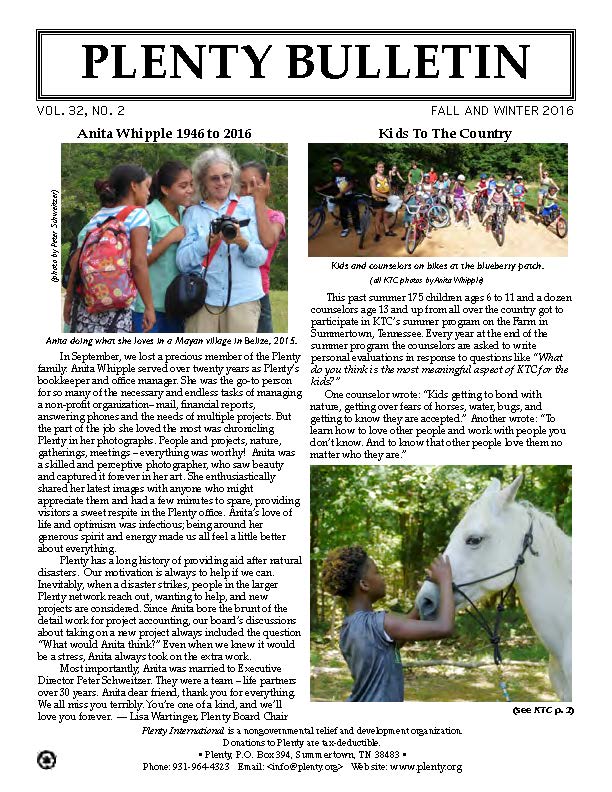 PLENTY BULLETIN
VOL. 32, NO. 2
FALL AND WINTER 2016
Anita Whipple 1946 to 2016
(photo by Peter Schweitzer)
Anita doing what she loves in a Mayan village in Belize, 2015.
In September, we lost a precious member of the Plenty
family. Anita Whipple served over twenty years as Plenty's
bookkeeper and office manager. She was the go-to person
for so many of the necessary and endless tasks of managing
a non-profit organization– mail, financial reports,
answering phones and the needs of multiple projects. But
the part of the job she loved the most was chronicling
Plenty in her photographs. People and projects, nature,
gatherings, meetings – everything was worthy! Anita was
a skilled and perceptive photographer, who saw beauty
and captured it forever in her art. She enthusiastically
shared her latest images with anyone who might
appreciate them and had a few minutes to spare, providing
visitors a sweet respite in the Plenty office. Anita's love of
life and optimism was infectious; being around her
generous spirit and energy made us all feel a little better
about everything.
Plenty has a long history of providing aid after natural
disasters. Our motivation is always to help if we can.
Inevitably, when a disaster strikes, people in the larger
Plenty network reach out, wanting to help, and new
projects are considered. Since Anita bore the brunt of the
detail work for project accounting, our board's discussions
about taking on a new project always included the question
"What would Anita think?" Even when we knew it would
be a stress, Anita always took on the extra work.
Most importantly, Anita was married to Executive
Director Peter Schweitzer. They were a team – life partners
over 30 years. Anita dear friend, thank you for everything.
We all miss you terribly. You're one of a kind, and we'll
love you forever. — Lisa Wartinger, Plenty Board Chair
Kids To The Country
Kids and counselors on bikes at the blueberry patch.
(all KTC photos by Anita Whipple)
This past summer 175 children ages 6 to 11 and a dozen
counselors age 13 and up from all over the country got to
participate in KTC's summer program on the Farm in
Summertown, Tennessee. Every year at the end of the
summer program the counselors are asked to write
personal evaluations in response to questions like "What
do you think is the most meaningful aspect of KTC for the
kids?"
One counselor wrote: "Kids getting to bond with
nature, getting over fears of horses, water, bugs, and
getting to know they are accepted." Another wrote: "To
learn how to love other people and work with people you
don't know. And to know that other people love them no
matter who they are."
(See KTC p. 2)
Plenty International is a nongovernmental relief and development organization.
Donations to Plenty are tax-deductible.
• Plenty, P.O. Box 394, Summertown, TN 38483 •
Phone: 931-964-4323 Email: <info@plenty.org> Website: www.plenty.org